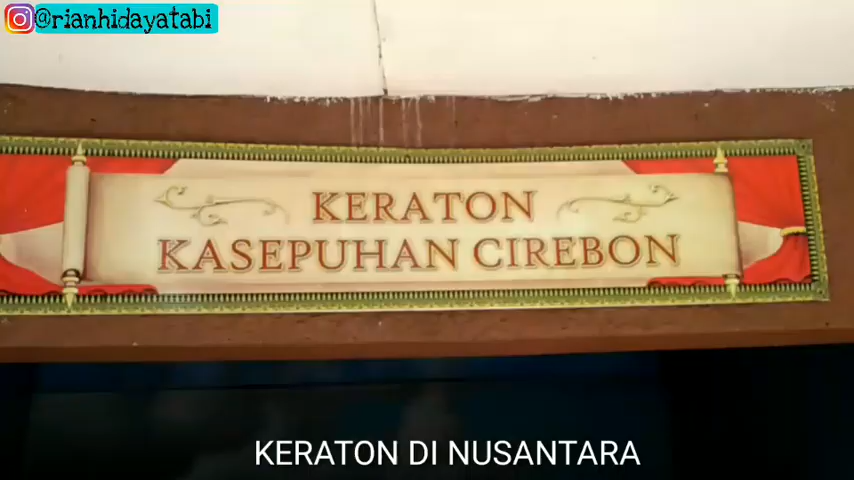 @rianhidayatabi
KERATON
KASEPUHAN CIREBON
KERATON DI NUSANTARA